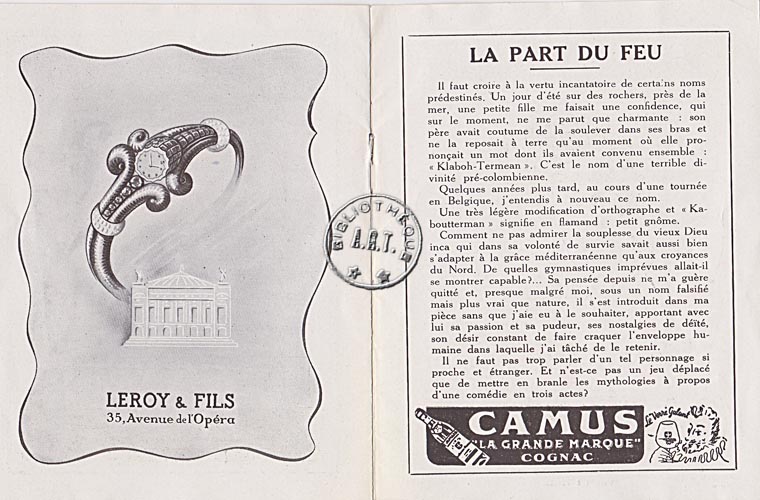 LEROY & FILS
35, Avenue de l'Opéra
BIBLIOTHÈQUE
A.R.T.
LA PART DU FEU
Il faut croire à la vertu incantatoire de certains noms
prédestinés. Un jour d'été sur des rochers, près de la
mer, une petite fille me faisait une confidence, qui
sur le moment, ne me parut que charmante : son
père avait coutume de la soulever dans ses bras et
ne la reposait à terre qu'au moment où elle pro-
nonçait un mot dont ils avaient convenu ensemble :
« Klaboh-Termean ». C'est le nom d'une terrible di-
vinité pré-colombienne.
Quelques années plus tard, au cours d'une tournée
en Belgique, j'entendis à nouveau ce nom.
Une très légère modification d'orthographe et « Ka-
boutterman » signifie en flamand : petit gnôme.
Comment ne pas admirer la souplesse du vieux Dieu
inca qui dans sa volonté de survie savait aussi bien
s'adapter à la grâce méditerranéenne qu'aux croyances
du Nord. De quelles gymnastiques imprévues allait-il
se montrer capable?... Sa pensée depuis ne m'a guère
quitté et, presque malgré moi, sous un nom falsifié
mais plus vrai que nature, il s'est introduit dans ma
pièce sans que j'aie eu à le souhaiter, apportant avec
lui sa passion et sa pudeur, ses nostalgies de déïté,
son désir constant de faire craquer l'enveloppe hu-
maine dans laquelle j'ai tâché de le retenir.
Il ne faut pas trop parler d'un tel personnage si
proche et étranger. Et n'est-ce pas un jeu déplacé
que de mettre en branle les mythologies à propos
d'une comédie en trois actes?
CAMUS
"LA GRANDE MARQUE"
COGNAC
Le Verre Galant